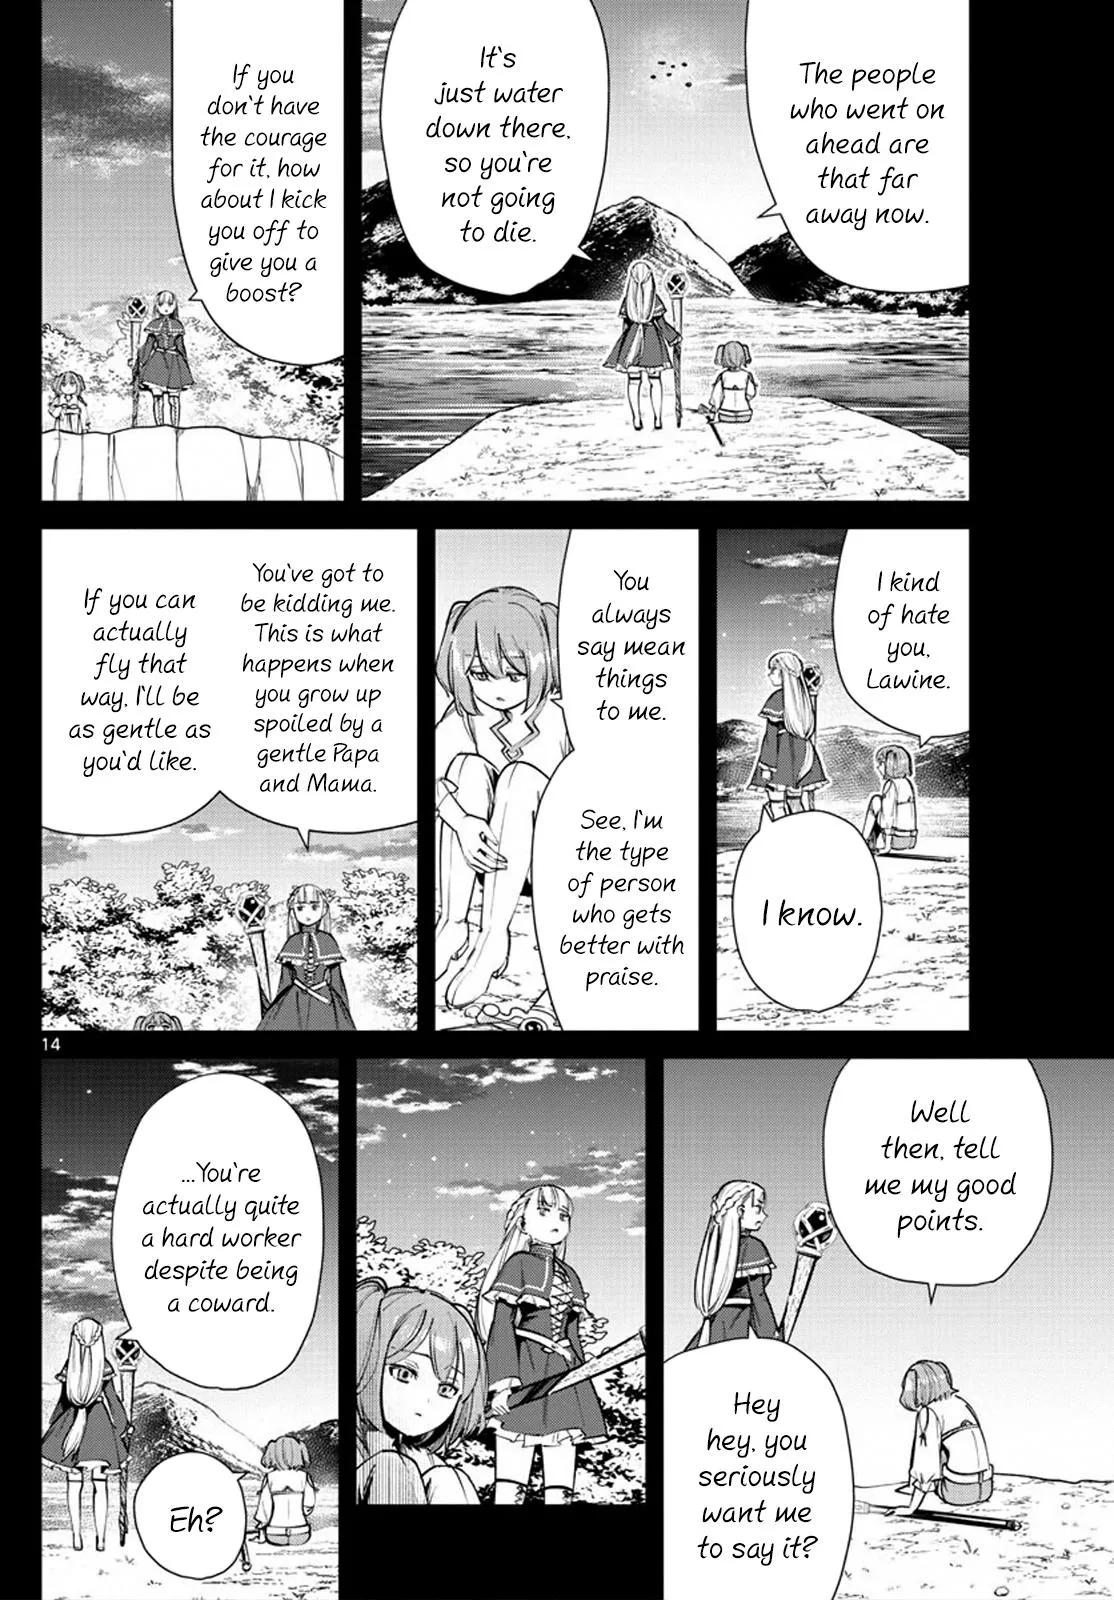 The people
who went on
ahead are
that far
away now.
It's
just water
down there,
so you're
not going
to die.
If you
don't have
the courage
for it, how
about I kick
you off to
give you a
boost?
I kind
of hate
you,
Lawine.
I know.
You
always
say mean
things
to me.
See, I'm
the type
of person
who gets
better with
praise.
You've got to
be kidding me.
This is what
happens when
you grow up
spoiled by a
gentle Papa
and Mama.
If you can
actually
fly that
way, I'll be
as gentle as
you'd like.
14
Well
then, tell
me my good
points.
Hey
hey, you
seriously
want me
to say it?
...You're
actually quite
a hard worker
despite being
a coward.
Eh?